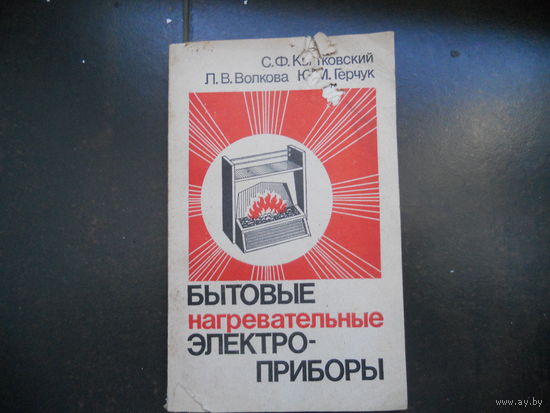 С.Ф.
Л.В.Волкова Герчук
БЫТОВЫЕ
нагревательные
ЭЛЕКТРО-
ПРИБОРЫ
www.ay.by